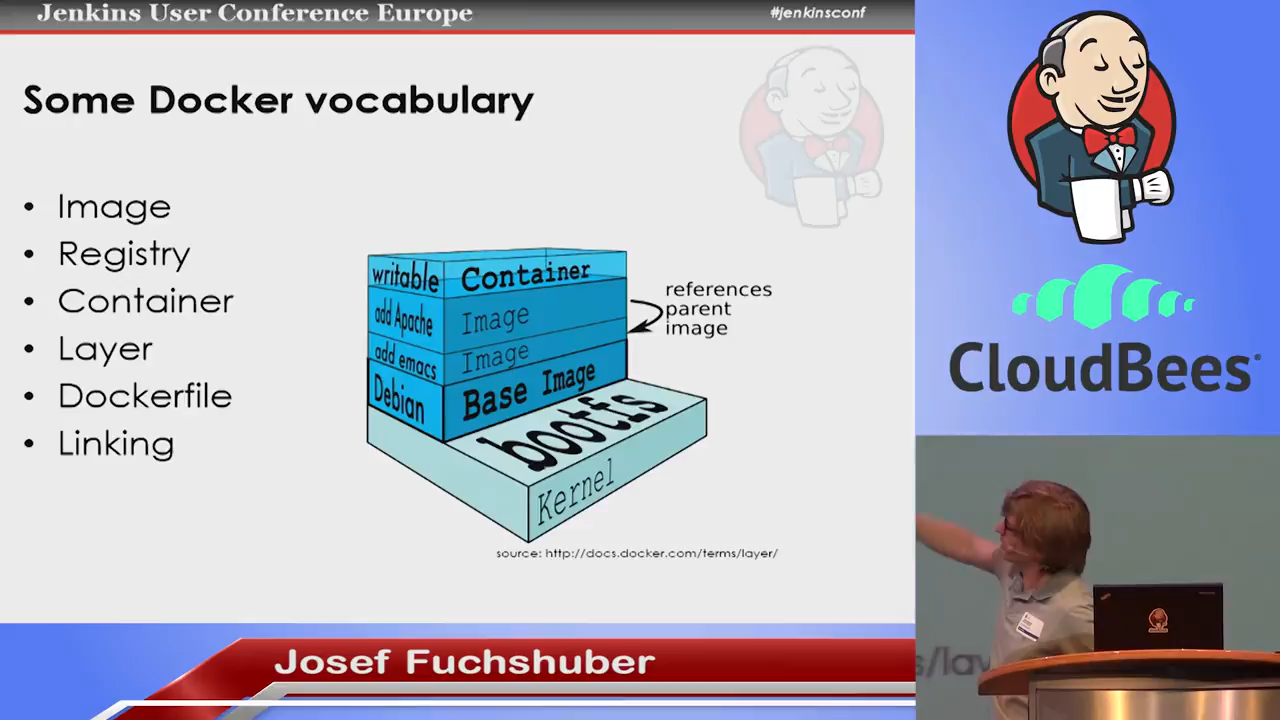 Jenkins User Conference Europe
#jenkinsconf
Some Docker vocabulary
• Image
• Registry
• Container
• Layer
• Dockerfile
• Linking
writable Container
add Apache Image
add emacs Image
Debian Base Image
bootfs
Kernel
references
parent
image
source: http://docs.docker.com/terms/layer/
CloudBees
Josef Fuchshuber
s/lay